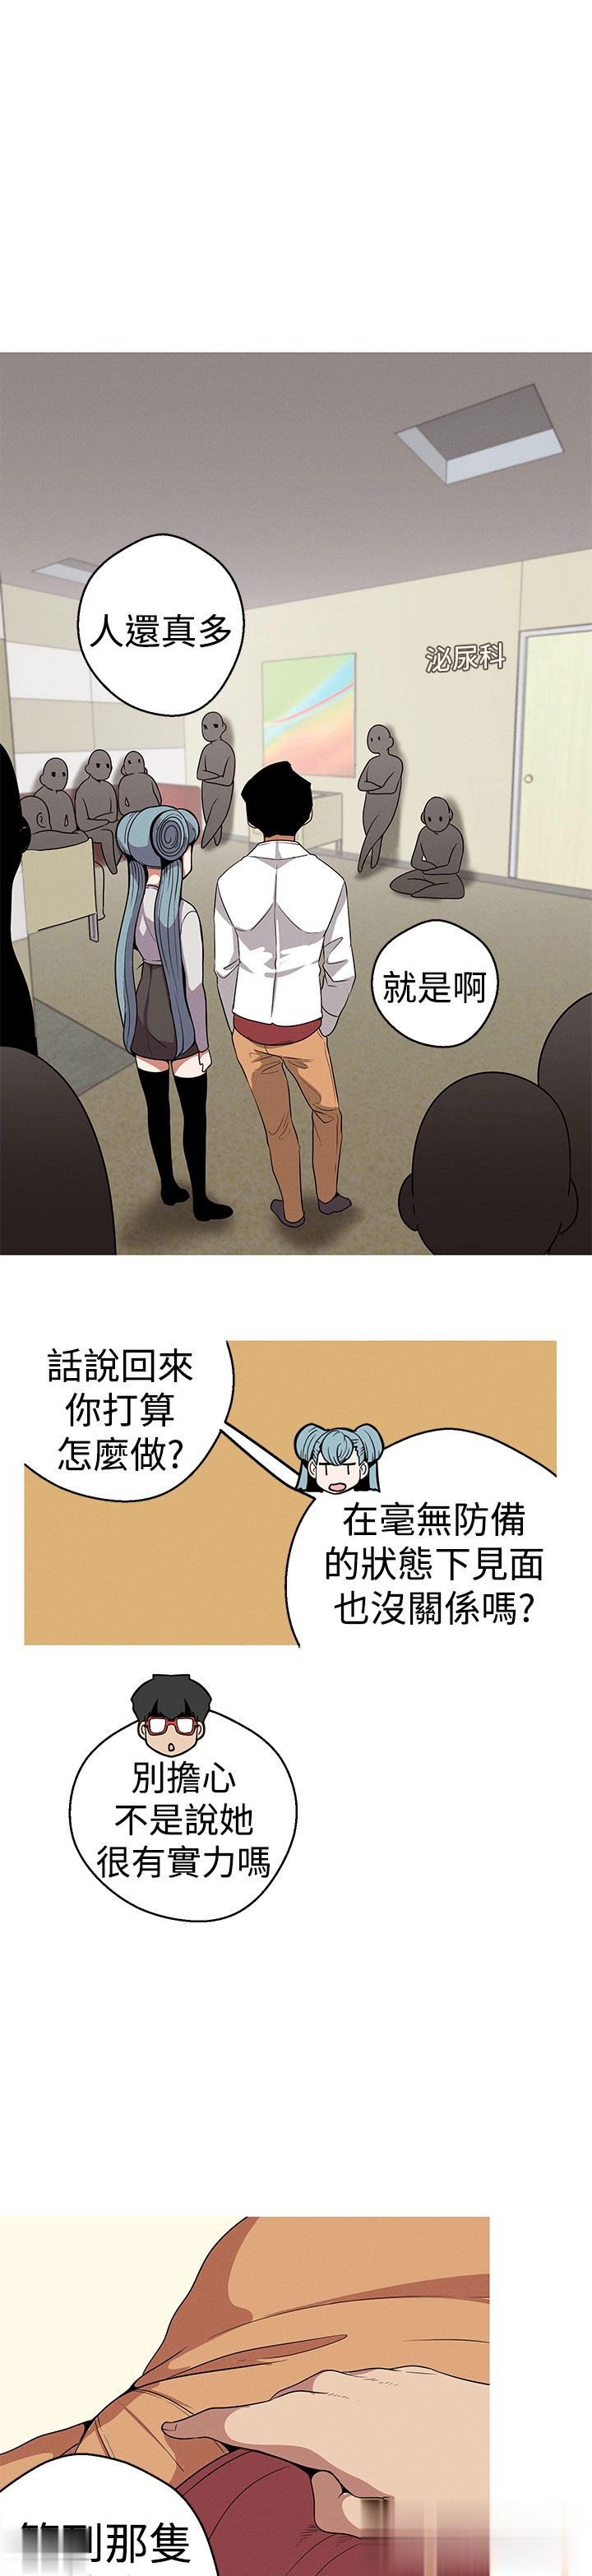 人還真多
泌尿科
就是啊
話說回來
你打算
怎麼做?
在毫無防備
的狀態下見面
也沒關係嗎?
別擔心
不是說她
很有實力嗎
到那隻